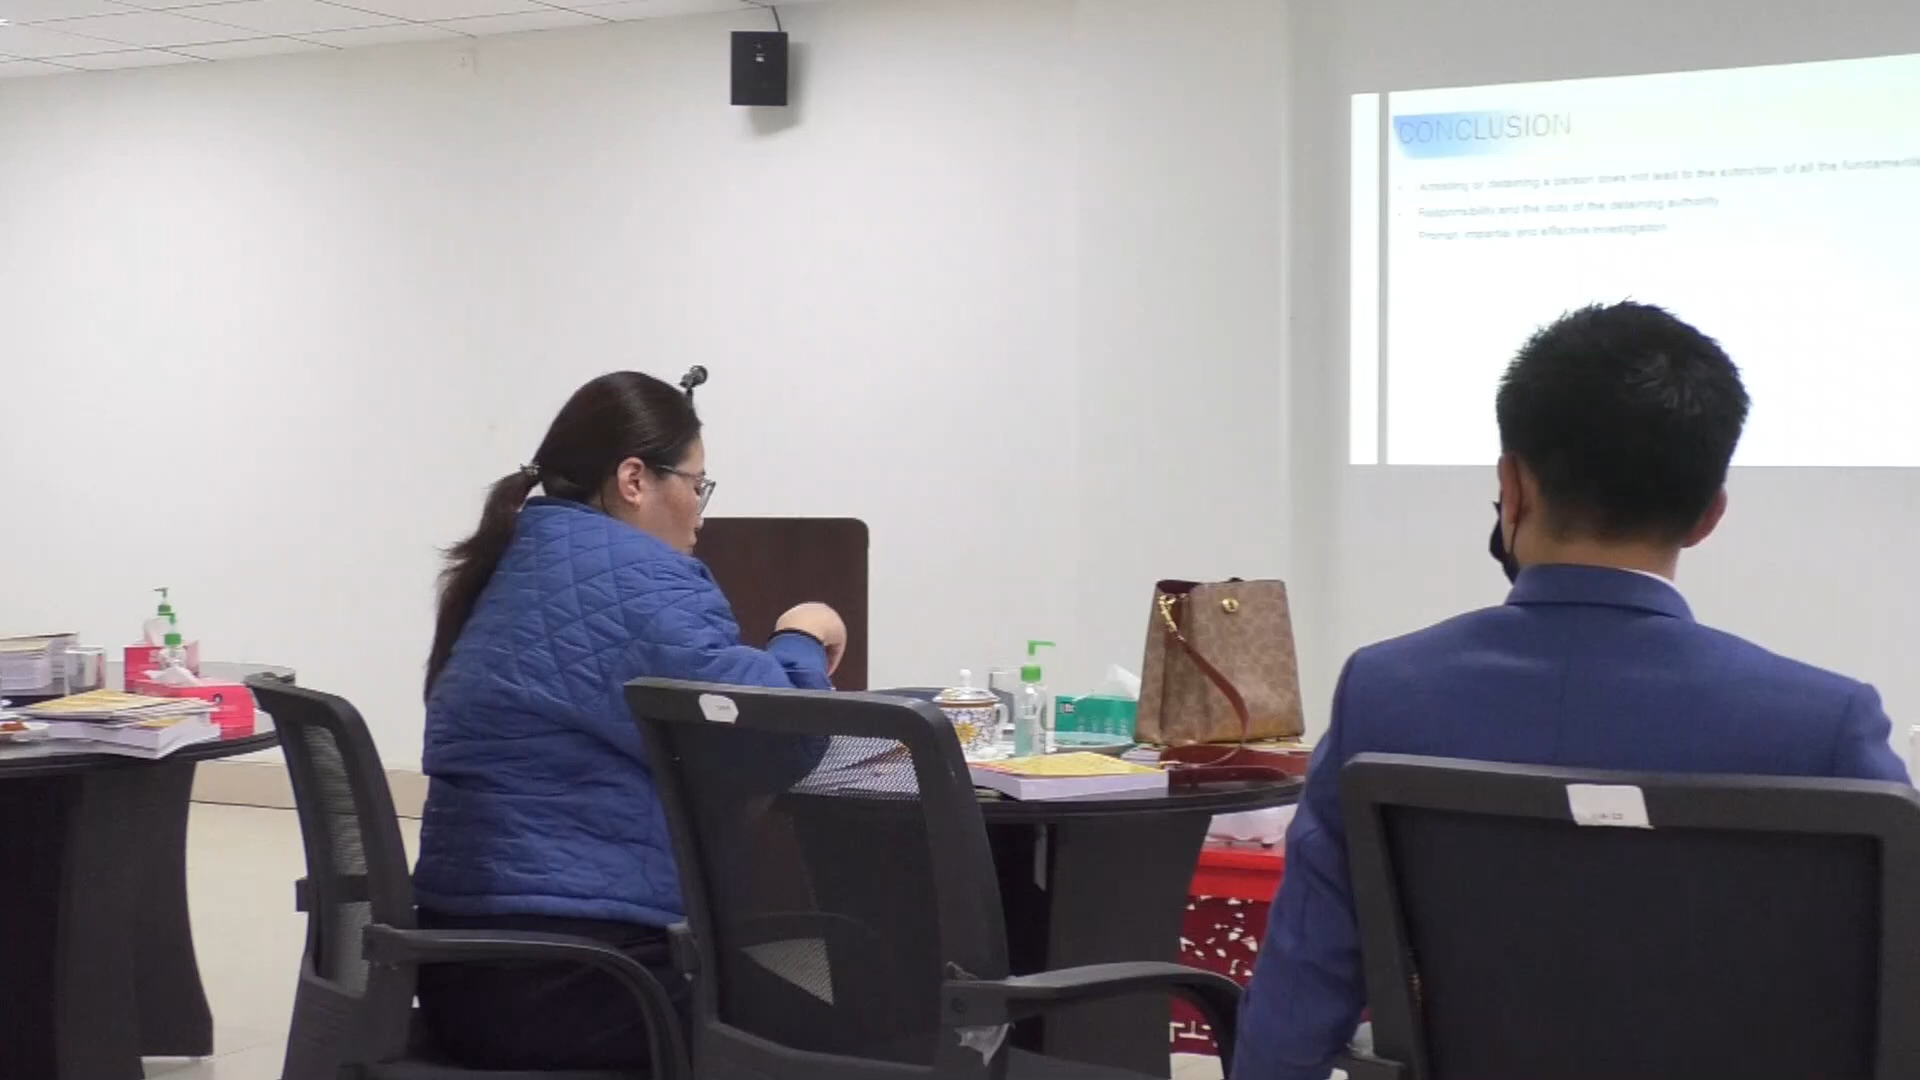 CONCLUSION
Arresting or detaining a person does not lead to the extinction of all the fundamental
Responsibility and the duty of the detaining authority
Prompt, impartial and effective investigation